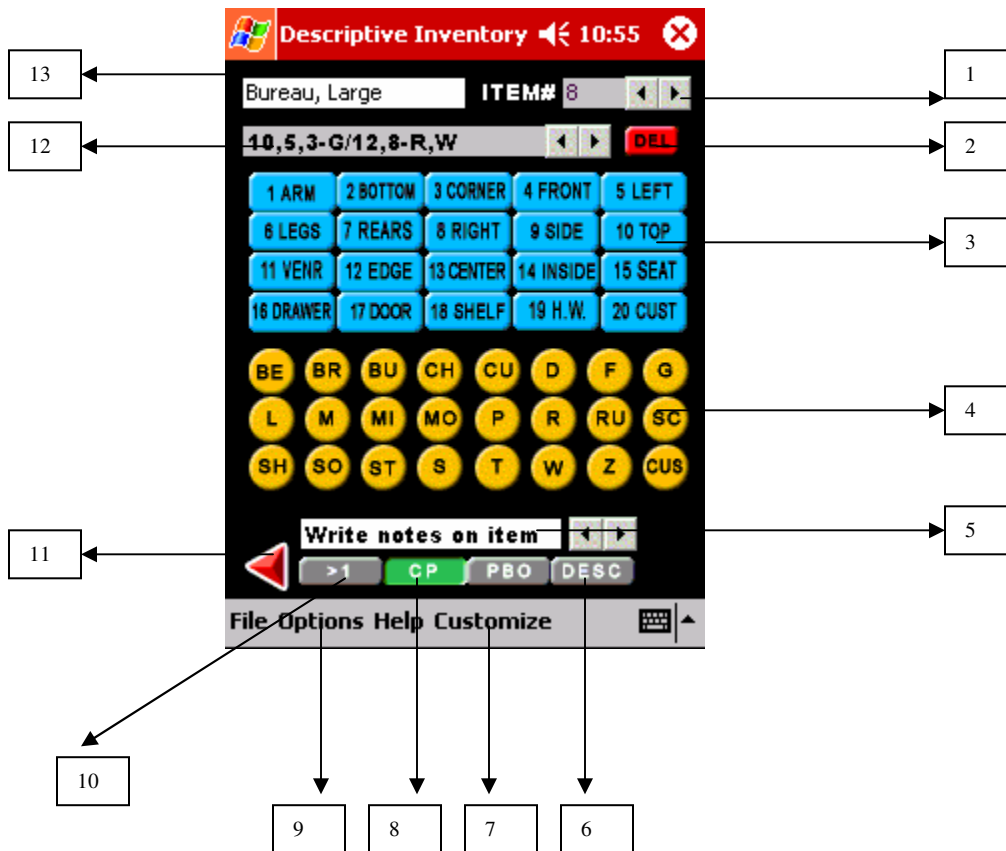 Descriptive Inventory 10:55
13
Bureau, Large ITEM# 8
1
12
10,5,3-G/12,8-R,W DEL
2
1 ARM 2 BOTTOM 3 CORNER 4 FRONT 5 LEFT
6 LEGS 7 REARS 8 RIGHT 9 SIDE 10 TOP
3
11 VENR 12 EDGE 13 CENTER 14 INSIDE 15 SEAT
16 DRAWER 17 DOOR 18 SHELF 19 H.W. 20 CUST
BE BR BU CH CU D F G
L M MI MO P R RU SC
4
SH SO ST S T W Z CUS
Write notes on item
5
11
>1 CP PBO DESC
File Options Help Customize
10
9
8
7
6